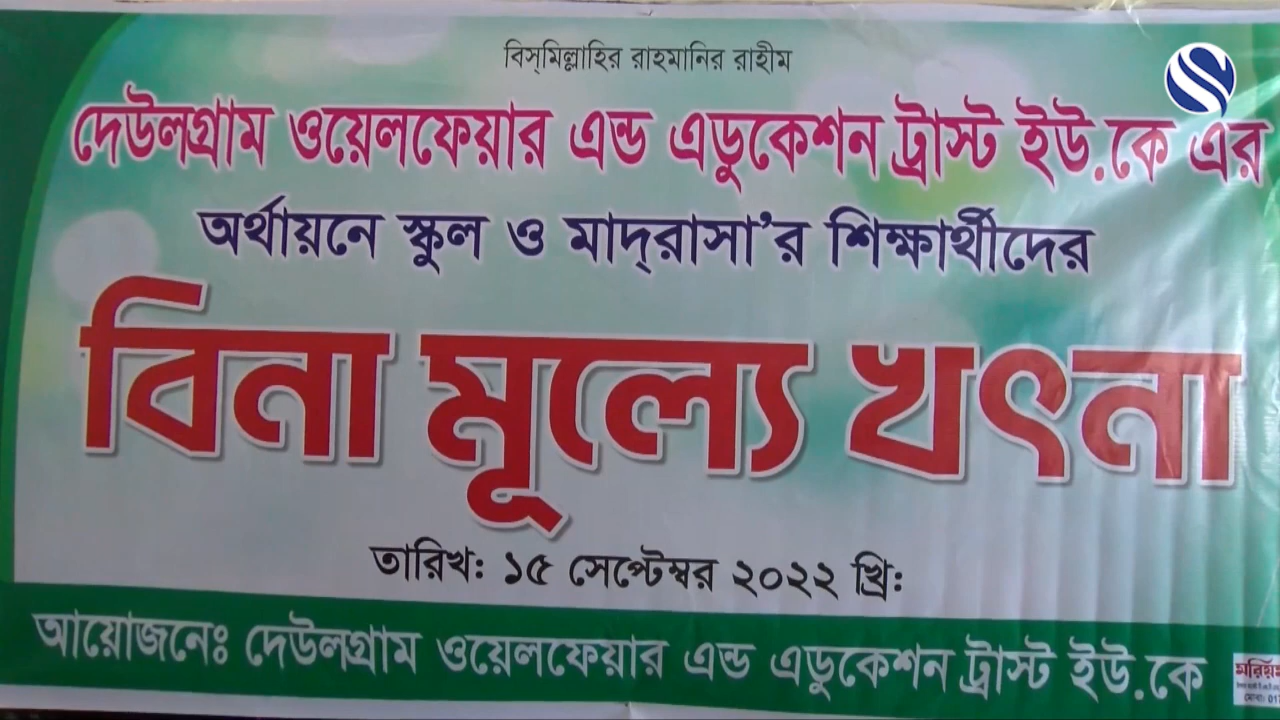 বিস্‌মিল্লাহির রাহমানির রাহীম
দেউলগ্রাম ওয়েলফেয়ার এন্ড এডুকেশন ট্রাস্ট ইউ.কে এর
অর্থায়নে স্কুল ও মাদ্‌রাসা'র শিক্ষার্থীদের
বিনা মূল্যে খৎনা
তারিখ: ১৫ সেপ্টেম্বর ২০২২ খ্রি:
আয়োজনেঃ দেউলগ্রাম ওয়েলফেয়ার এন্ড এডুকেশন ট্রাস্ট ইউ.কে